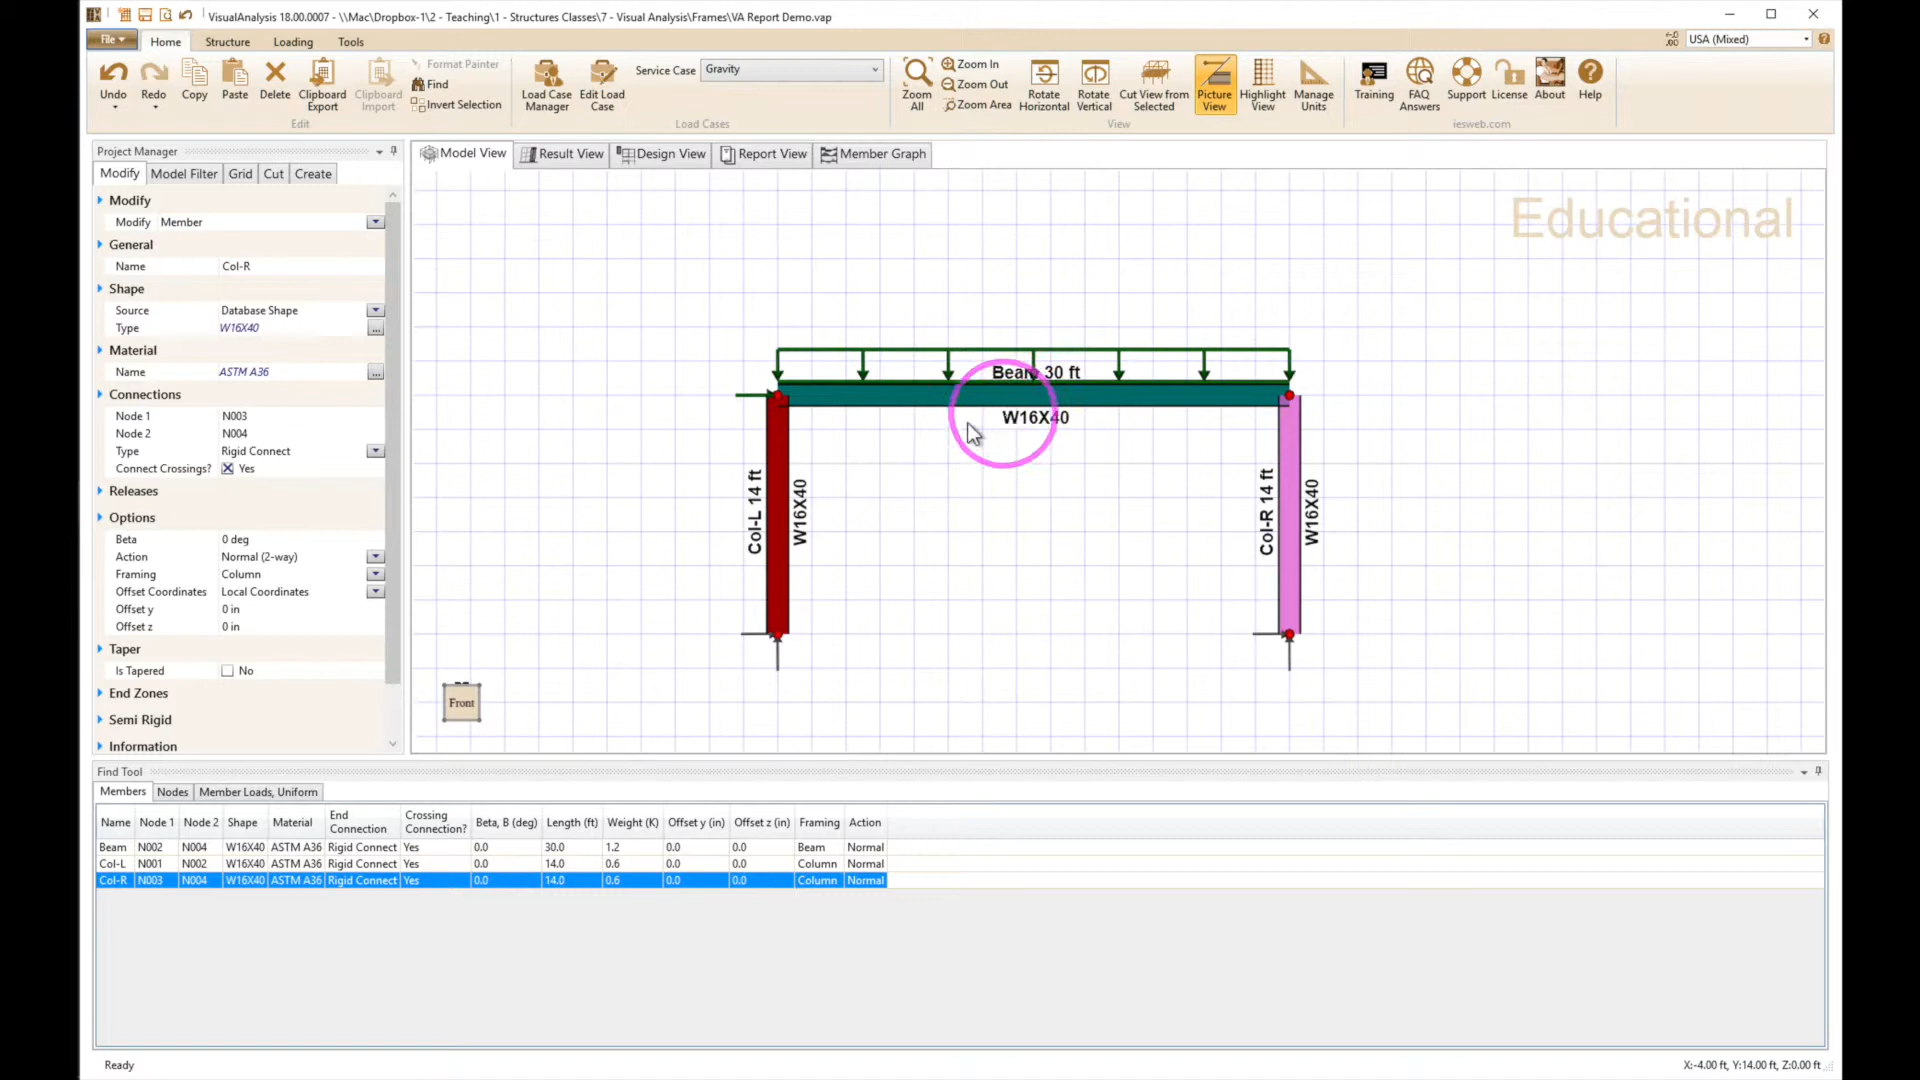 VisualAnalysis 18.00.0007 - \\Mac\Dropbox-1\2 - Teaching\1 - Structures Classes\7 - Visual Analysis\Frames\VA Report Demo.vap
File Home Structure Loading Tools
USA (Mixed)
Undo Redo Copy Paste Delete Clipboard Export Clipboard Import
Format Painter
Find
Invert Selection
Edit
Load Case Manager Edit Load Case
Service Case Gravity
Load Cases
Zoom All
Zoom In
Zoom Out
Zoom Area
Rotate Horizontal Rotate Vertical Cut View from Selected Picture View Highlight View Manage Units
View
Training FAQ Answers Support License About Help
iesweb.com
Project Manager
Modify Model Filter Grid Cut Create
Modify
Modify Member
General
Name Col-R
Shape
Source Database Shape
Type W16X40
Material
Name ASTM A36
Connections
Node 1 N003
Node 2 N004
Type Rigid Connect
Connect Crossings? Yes
Releases
Options
Beta 0 deg
Action Normal (2-way)
Framing Column
Offset Coordinates Local Coordinates
Offset y 0 in
Offset z 0 in
Taper
Is Tapered No
End Zones
Semi Rigid
Information
Model View Result View Design View Report View Member Graph
Educational
Beam 30 ft
W16X40
Col-L 14 ft
W16X40
Col-R 14 ft
W16X40
Front
Find Tool
Members Nodes Member Loads, Uniform
Name Node 1 Node 2 Shape Material End Connection Crossing Connection? Beta, B (deg) Length (ft) Weight (K) Offset y (in) Offset z (in) Framing Action
Beam N002 N004 W16X40 ASTM A36 Rigid Connect Yes 0.0 30.0 1.2 0.0 0.0 Beam Normal
Col-L N001 N002 W16X40 ASTM A36 Rigid Connect Yes 0.0 14.0 0.6 0.0 0.0 Column Normal
Col-R N003 N004 W16X40 ASTM A36 Rigid Connect Yes 0.0 14.0 0.6 0.0 0.0 Column Normal
Ready
X:-4.00 ft, Y:14.00 ft, Z:0.00 ft